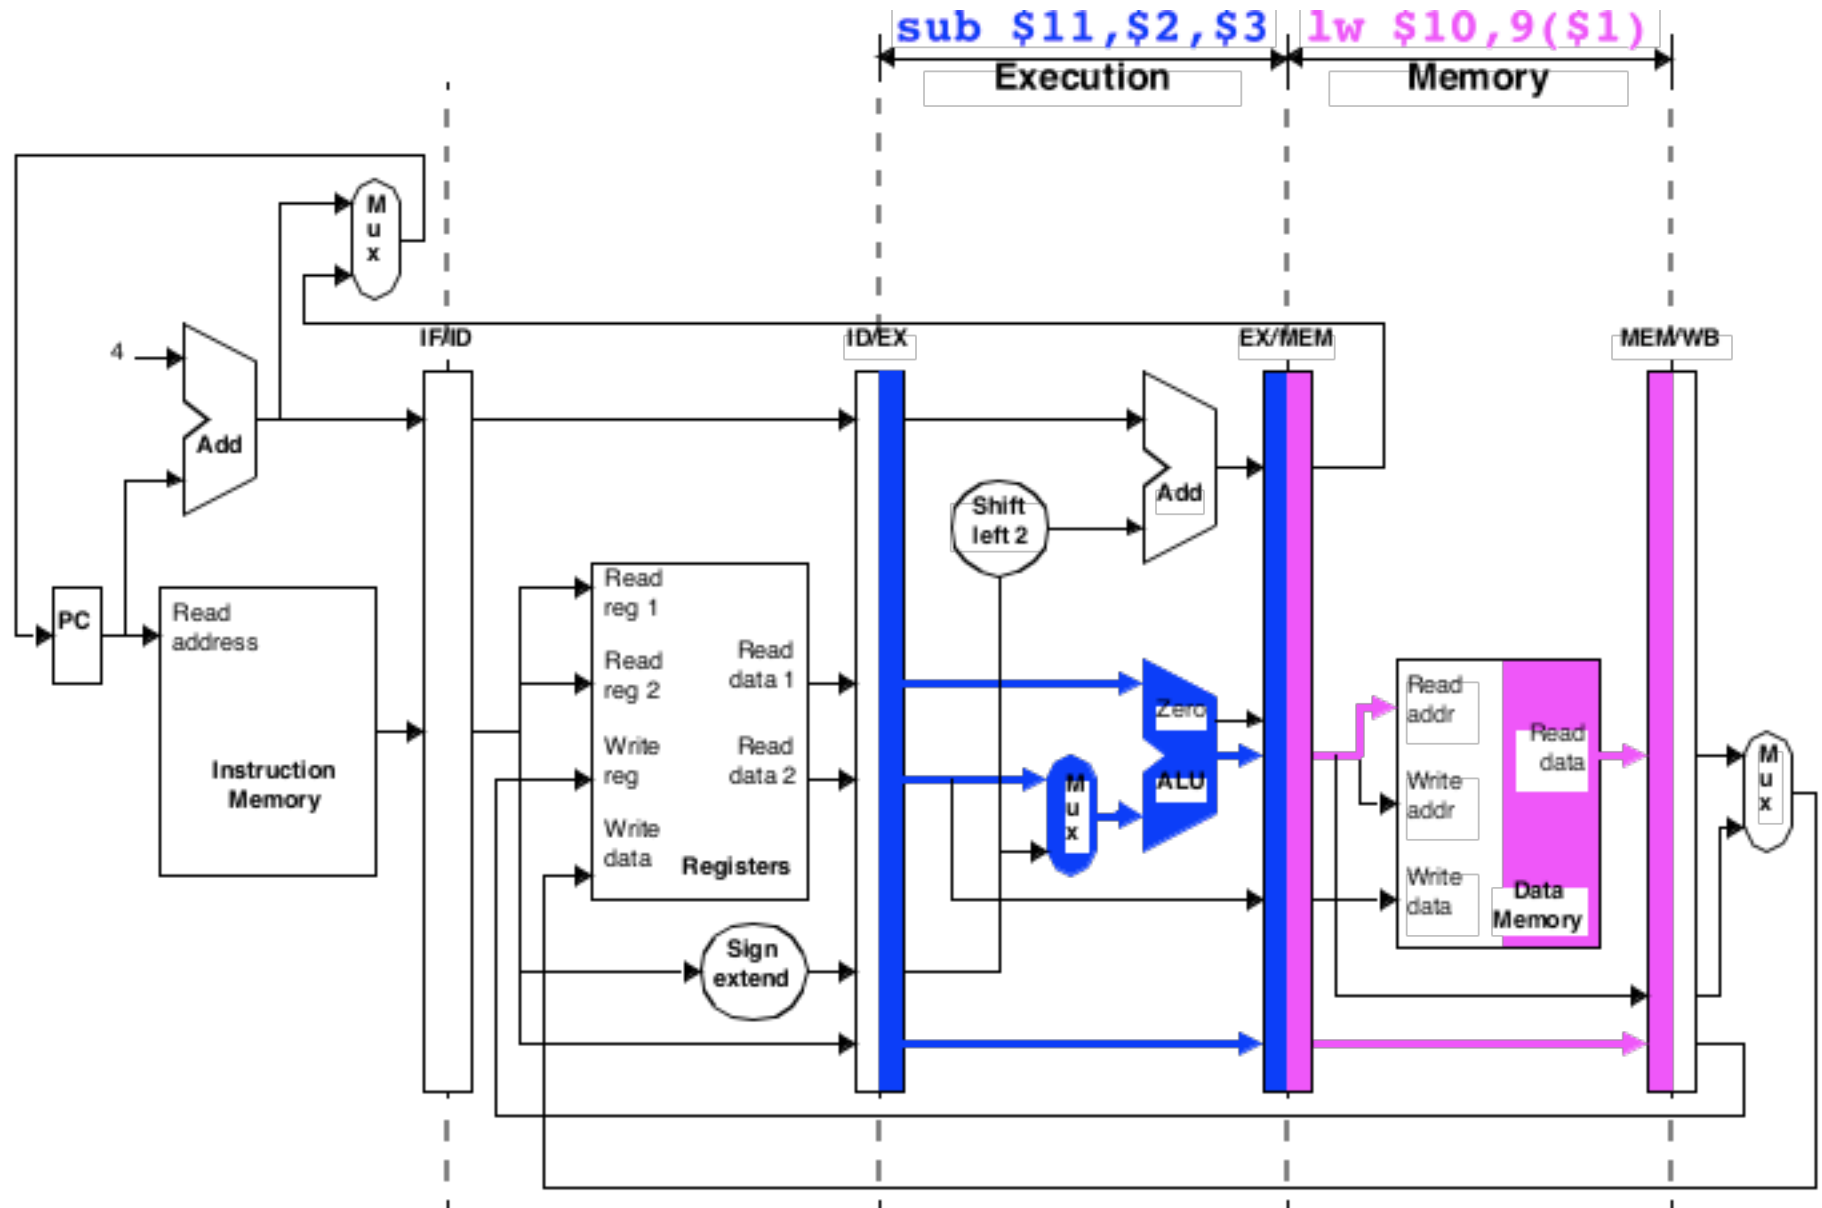 sub $11,$2,$3
lw $10,9($1)
Execution
Memory
M
u
x
4
Add
IF/ID
ID/EX
EX/MEM
MEM/WB
Add
Shift
left 2
PC
Read
address
Instruction
Memory
Read
reg 1
Read
reg 2
Write
reg
Write
data
Read
data 1
Read
data 2
Registers
Sign
extend
M
u
x
Zero
ALU
Read
addr
Write
addr
Write
data
Read
data
Data
Memory
M
u
x